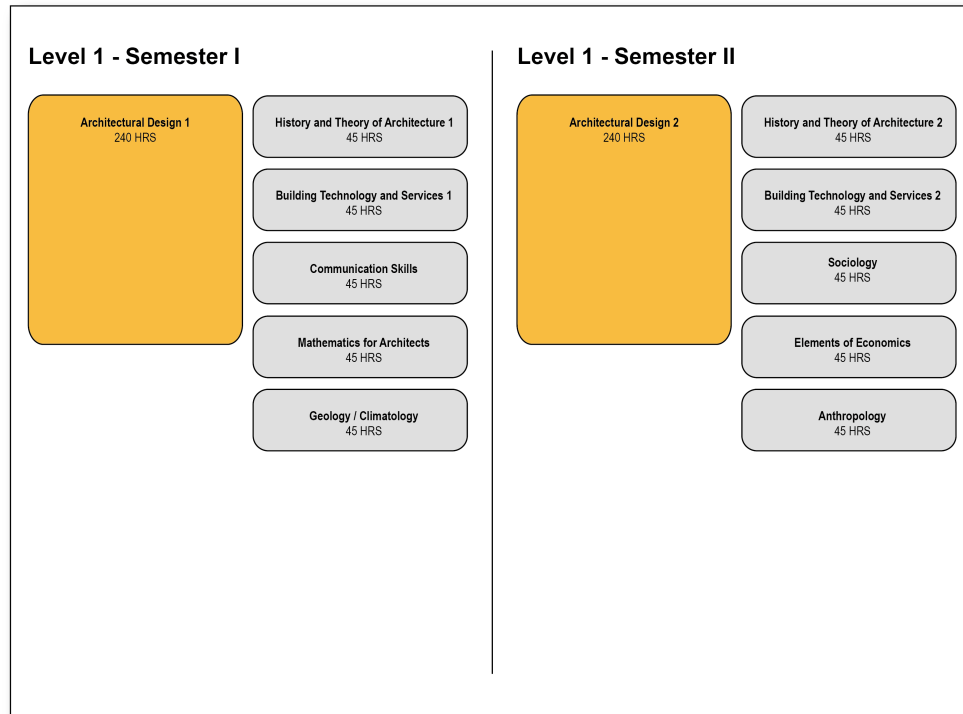 Level 1 - Semester I
Architectural Design 1
240 HRS
History and Theory of Architecture 1
45 HRS
Building Technology and Services 1
45 HRS
Communication Skills
45 HRS
Mathematics for Architects
45 HRS
Geology / Climatology
45 HRS
Level 1 - Semester II
Architectural Design 2
240 HRS
History and Theory of Architecture 2
45 HRS
Building Technology and Services 2
45 HRS
Sociology
45 HRS
Elements of Economics
45 HRS
Anthropology
45 HRS